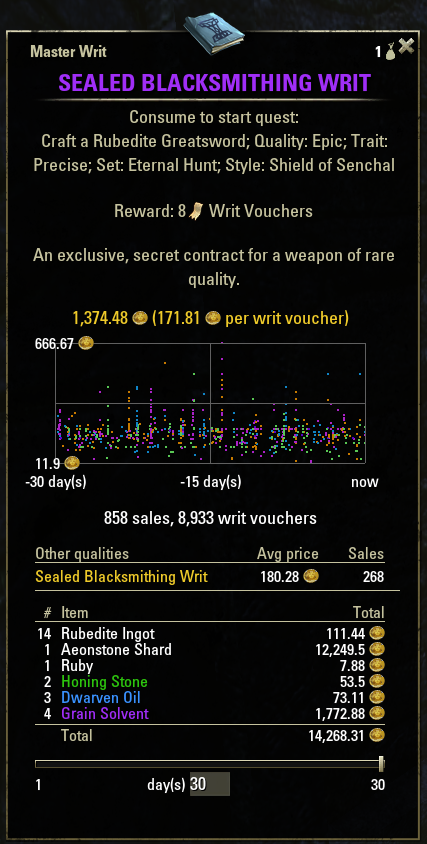 Master Writ 1
SEALED BLACKSMITHING WRIT
Consume to start quest:
Craft a Rubedite Greatsword; Quality: Epic; Trait:
Precise; Set: Eternal Hunt; Style: Shield of Senchal
Reward: 8 Writ Vouchers
An exclusive, secret contract for a weapon of rare
quality.
1,374.48 (171.81 per writ voucher)
666.67
11.9
-30 day(s) -15 day(s) now
858 sales, 8,933 writ vouchers
Other qualities Avg price Sales
Sealed Blacksmithing Writ 180.28 268
# Item Total
14 Rubedite Ingot 111.44
1 Aeonstone Shard 12,249.5
1 Ruby 7.88
2 Honing Stone 53.5
3 Dwarven Oil 73.11
4 Grain Solvent 1,772.88
Total 14,268.31
1 day(s) 30 30